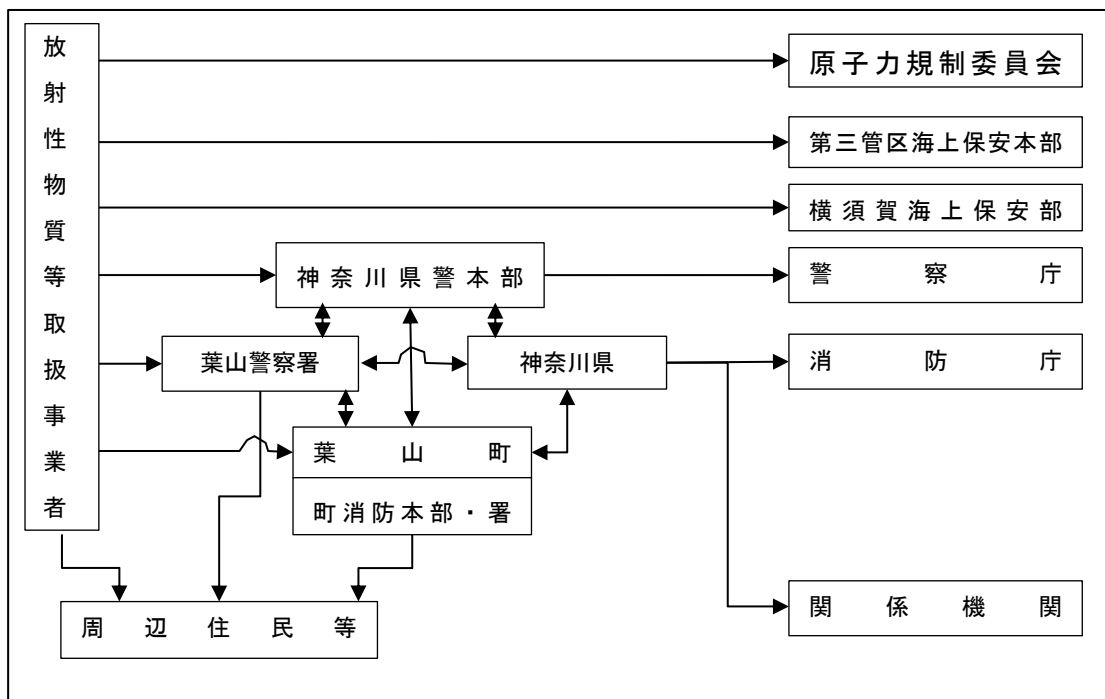 放射性物質等取扱事業者
原子力規制委員会
第三管区海上保安本部
横須賀海上保安部
神奈川県警本部
警察庁
葉山警察署
神奈川県
消防庁
葉山町
町消防本部・署
関係機関
周辺住民等